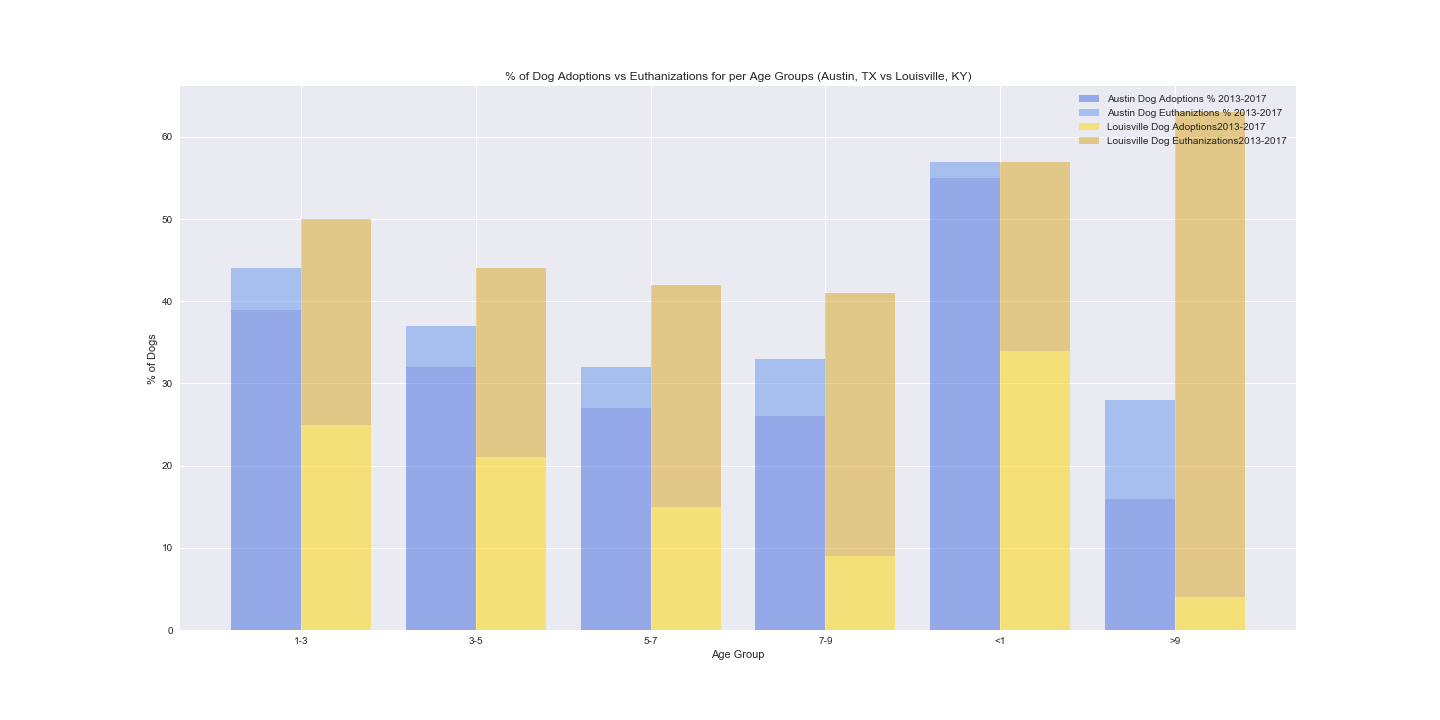 % of Dog Adoptions vs Euthanizations for per Age Groups (Austin, TX vs Louisville, KY)
Austin Dog Adoptions % 2013-2017
Austin Dog Euthaniztions % 2013-2017
Louisville Dog Adoptions2013-2017
Louisville Dog Euthanizations2013-2017
% of Dogs
60
50
40
30
20
10
0
1-3 3-5 5-7 7-9 <1 >9
Age Group